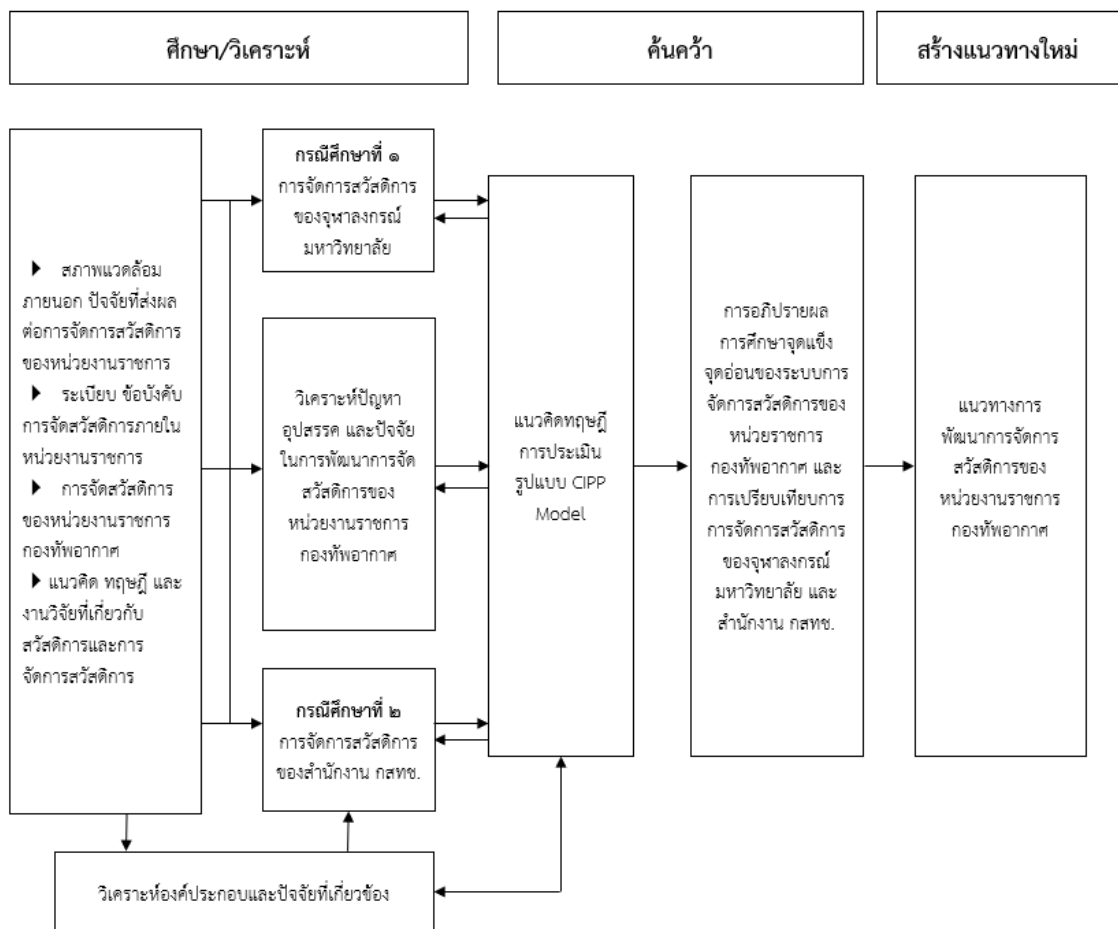 ศึกษา/วิเคราะห์
ค้นคว้า
สร้างแนวทางใหม่
▶ สภาพแวดล้อม
ภายนอก ปัจจัยที่ส่งผล
ต่อการจัดการสวัสดิการ
ของหน่วยงานราชการ
▶ ระเบียบ ข้อบังคับ
การจัดสวัสดิการภายใน
หน่วยงานราชการ
▶ การจัดสวัสดิการ
ของหน่วยงานราชการ
กองทัพอากาศ
▶ แนวคิด ทฤษฎี และ
งานวิจัยที่เกี่ยวกับ
สวัสดิการและการ
จัดการสวัสดิการ
กรณีศึกษาที่ ๑
การจัดการสวัสดิการ
ของจุฬาลงกรณ์
มหาวิทยาลัย
วิเคราะห์ปัญหา
อุปสรรค และปัจจัย
ในการพัฒนาการจัด
สวัสดิการของ
หน่วยงานราชการ
กองทัพอากาศ
กรณีศึกษาที่ ๒
การจัดการสวัสดิการ
ของสำนักงาน กสทช.
แนวคิดทฤษฎี
การประเมิน
รูปแบบ CIPP
Model
การอภิปรายผล
การศึกษาจุดแข็ง
จุดอ่อนของระบบการ
จัดการสวัสดิการของ
หน่วยราชการ
กองทัพอากาศ และ
การเปรียบเทียบการ
การจัดการสวัสดิการ
ของจุฬาลงกรณ์
มหาวิทยาลัย และ
สำนักงาน กสทช.
แนวทางการ
พัฒนาการจัดการ
สวัสดิการของ
หน่วยงานราชการ
กองทัพอากาศ
วิเคราะห์องค์ประกอบและปัจจัยที่เกี่ยวข้อง